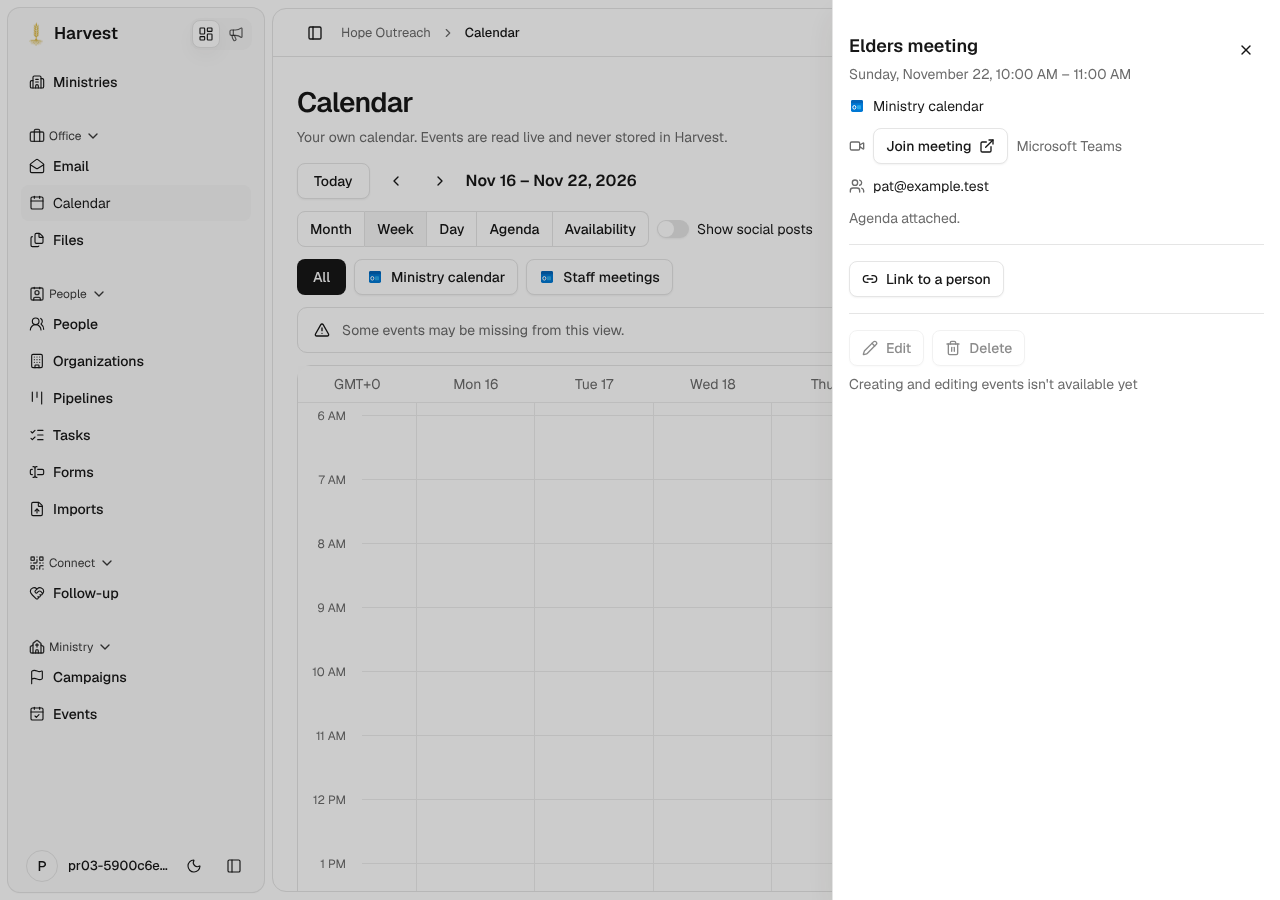 Harvest
Ministries
Office
Email
Calendar
Files
People
People
Organizations
Pipelines
Tasks
Forms
Imports
Connect
Follow-up
Ministry
Campaigns
Events
P pr03-5900c6e...
Hope Outreach > Calendar
Calendar
Your own calendar. Events are read live and never stored in Harvest.
Today Nov 16 – Nov 22, 2026
Month Week Day Agenda Availability Show social posts
All Ministry calendar Staff meetings
Some events may be missing from this view.
GMT+0 Mon 16 Tue 17 Wed 18 Thu
6 AM
7 AM
8 AM
9 AM
10 AM
11 AM
12 PM
1 PM
Elders meeting
Sunday, November 22, 10:00 AM – 11:00 AM
Ministry calendar
Join meeting Microsoft Teams
pat@example.test
Agenda attached.
Link to a person
Edit Delete
Creating and editing events isn't available yet